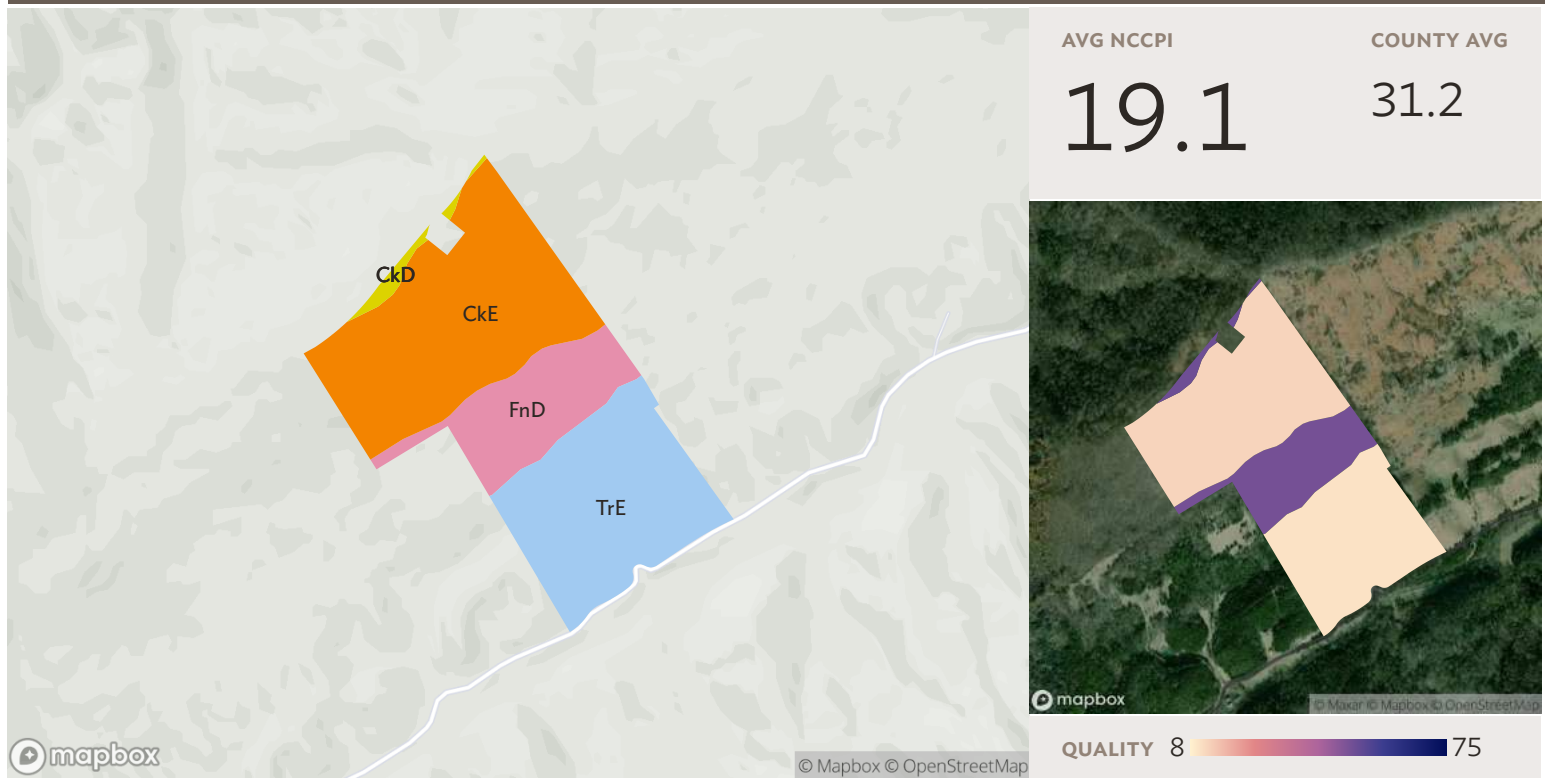 AVG NCCPI
19.1
COUNTY AVG
31.2
CkD
CkE
FnD
TrE
mapbox
© Mapbox © OpenStreetMap
mapbox
© Maxar © Mapbox © OpenStreetMap
QUALITY 8 75